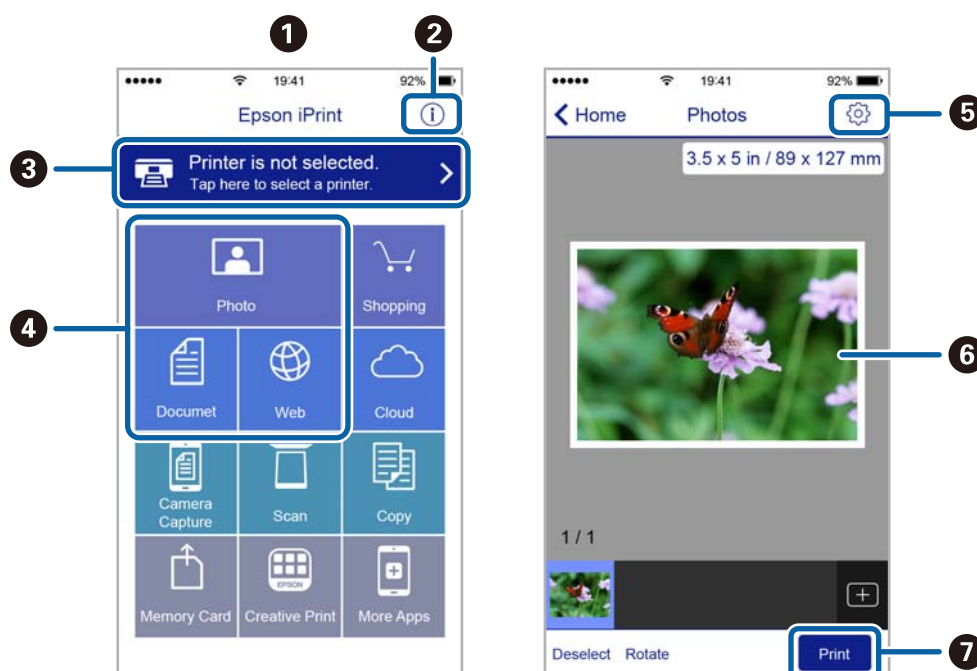 1
2
19:41
92%
Epson iPrint
3
Printer is not selected.
Tap here to select a printer.
4
Photo
Shopping
Documet
Web
Cloud
Camera
Capture
Scan
Copy
EPSON
Memory Card
Creative Print
More Apps
19:41
92%
Home
Photos
5
3.5 x 5 in / 89 x 127 mm
6
1 / 1
Deselect
Rotate
Print
7